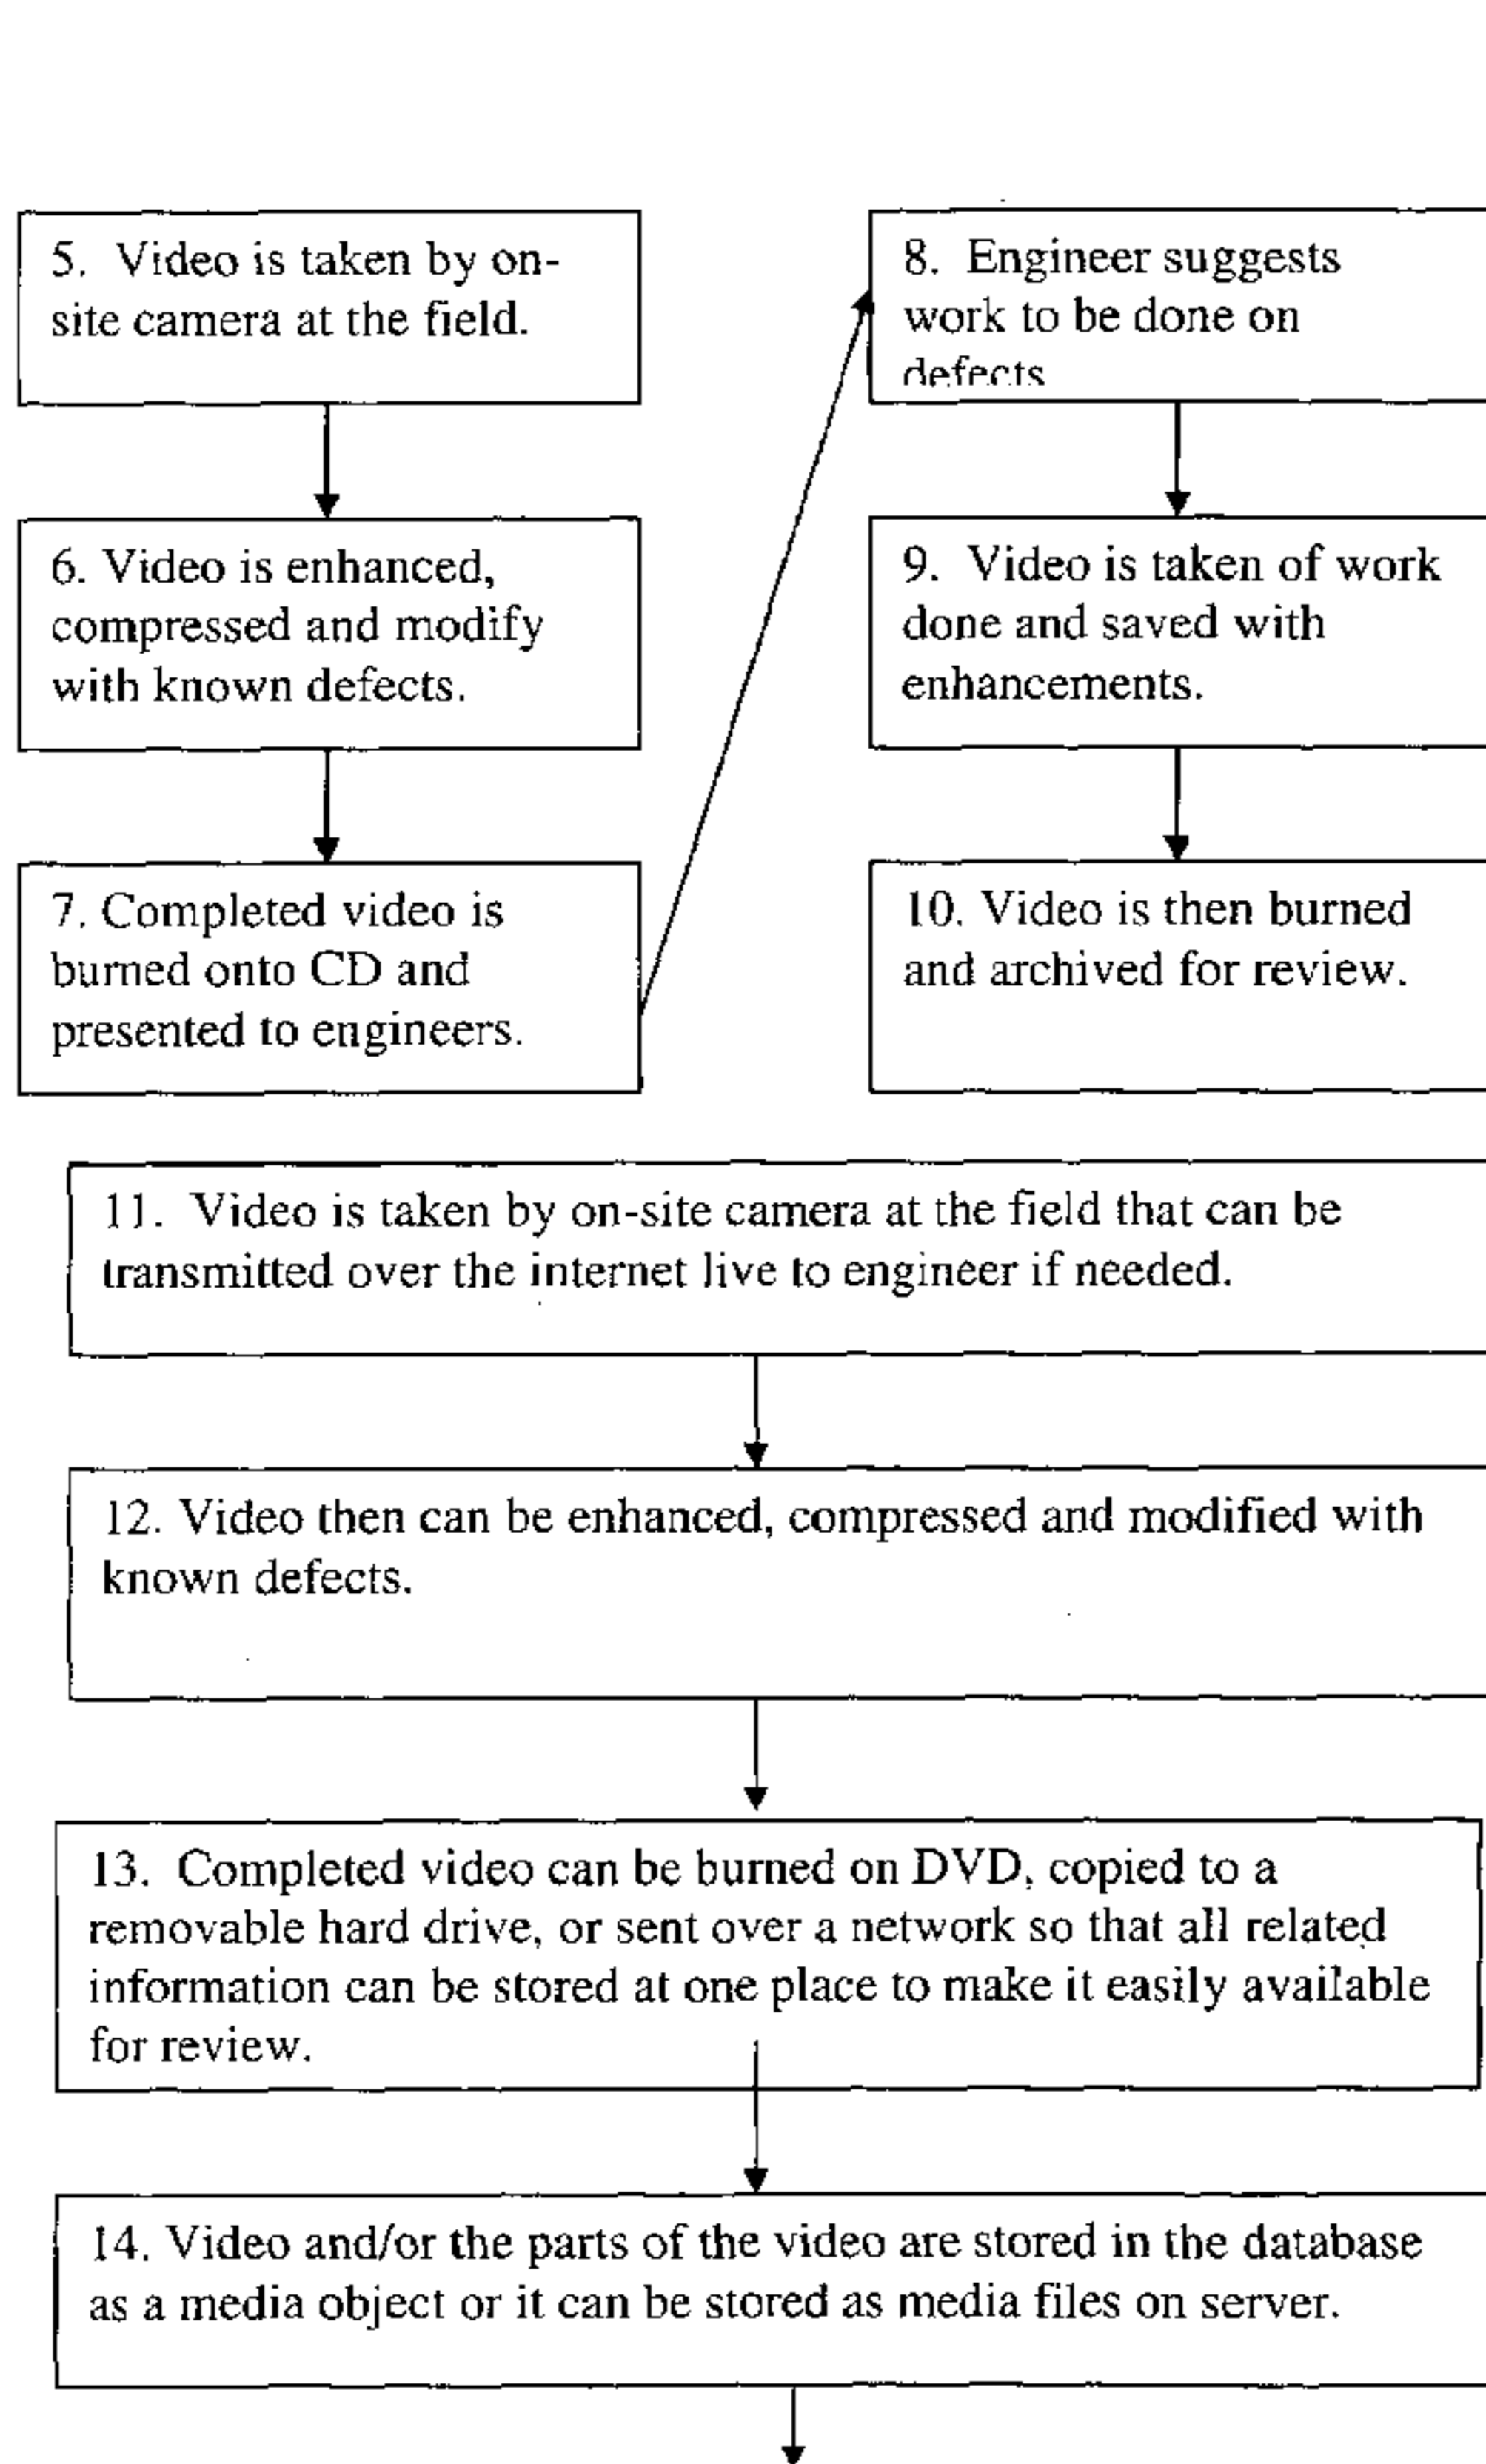 5. Video is taken by on-
site camera at the field.
6. Video is enhanced,
compressed and modify
with known defects.
7. Completed video is
burned onto CD and
presented to engineers.
8. Engineer suggests
work to be done on
defects
9. Video is taken of work
done and saved with
enhancements.
10. Video is then burned
and archived for review.
11. Video is taken by on-site camera at the field that can be
transmitted over the internet live to engineer if needed.
12. Video then can be enhanced, compressed and modified with
known defects.
13. Completed video can be burned on DVD, copied to a
removable hard drive, or sent over a network so that all related
information can be stored at one place to make it easily available
for review.
14. Video and/or the parts of the video are stored in the database
as a media object or it can be stored as media files on server.